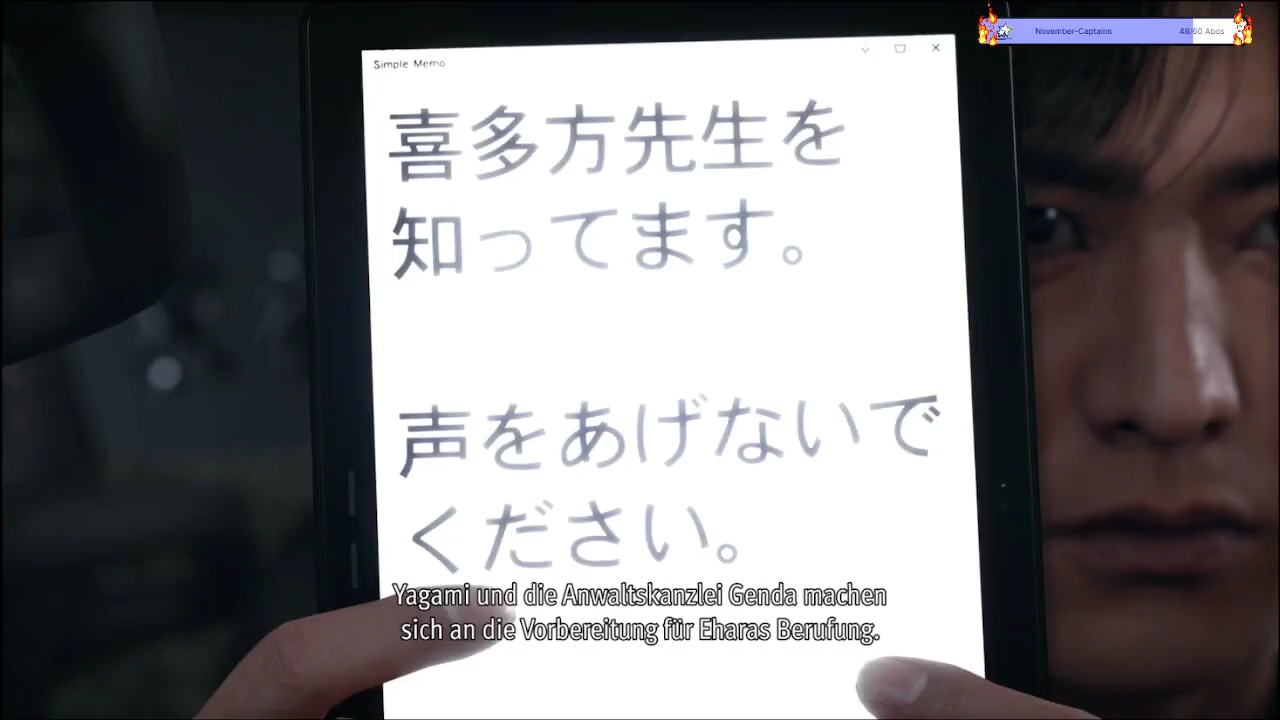 November-Captains 48/60 Abos
Simple Memo
喜多方先生を
知ってます。
声をあげないで
ください。
Yagami und die Anwaltskanzlei Genda machen
sich an die Vorbereitung für Eharas Berufung.